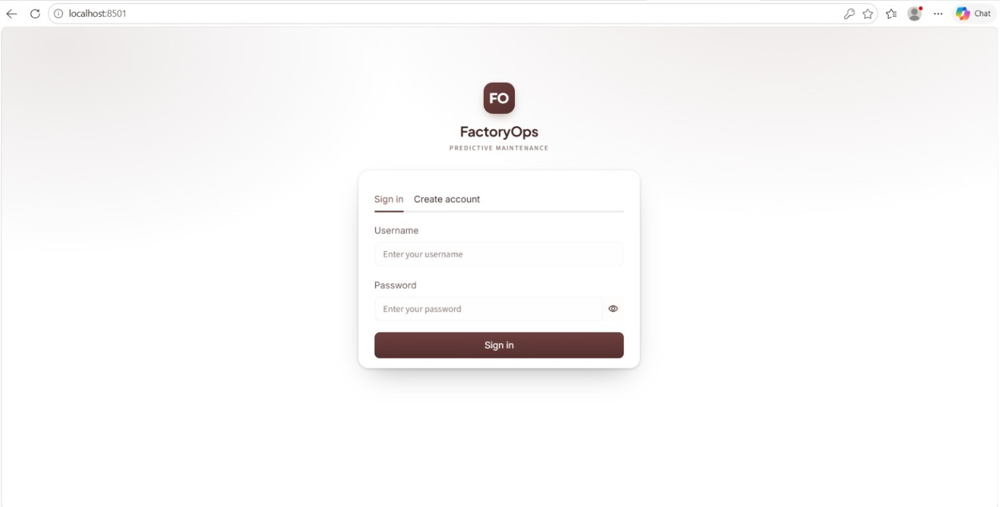 localhost:8501
Chat
FO
FactoryOps
PREDICTIVE MAINTENANCE
Sign in Create account
Username
Enter your username
Password
Enter your password
Sign in